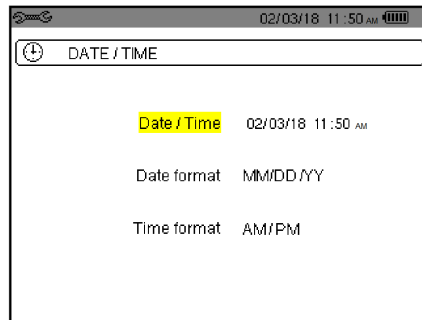 02/03/18 11:50 AM
DATE / TIME
Date / Time 02/03/18 11:50 AM
Date format MM/DD/YY
Time format AM/PM